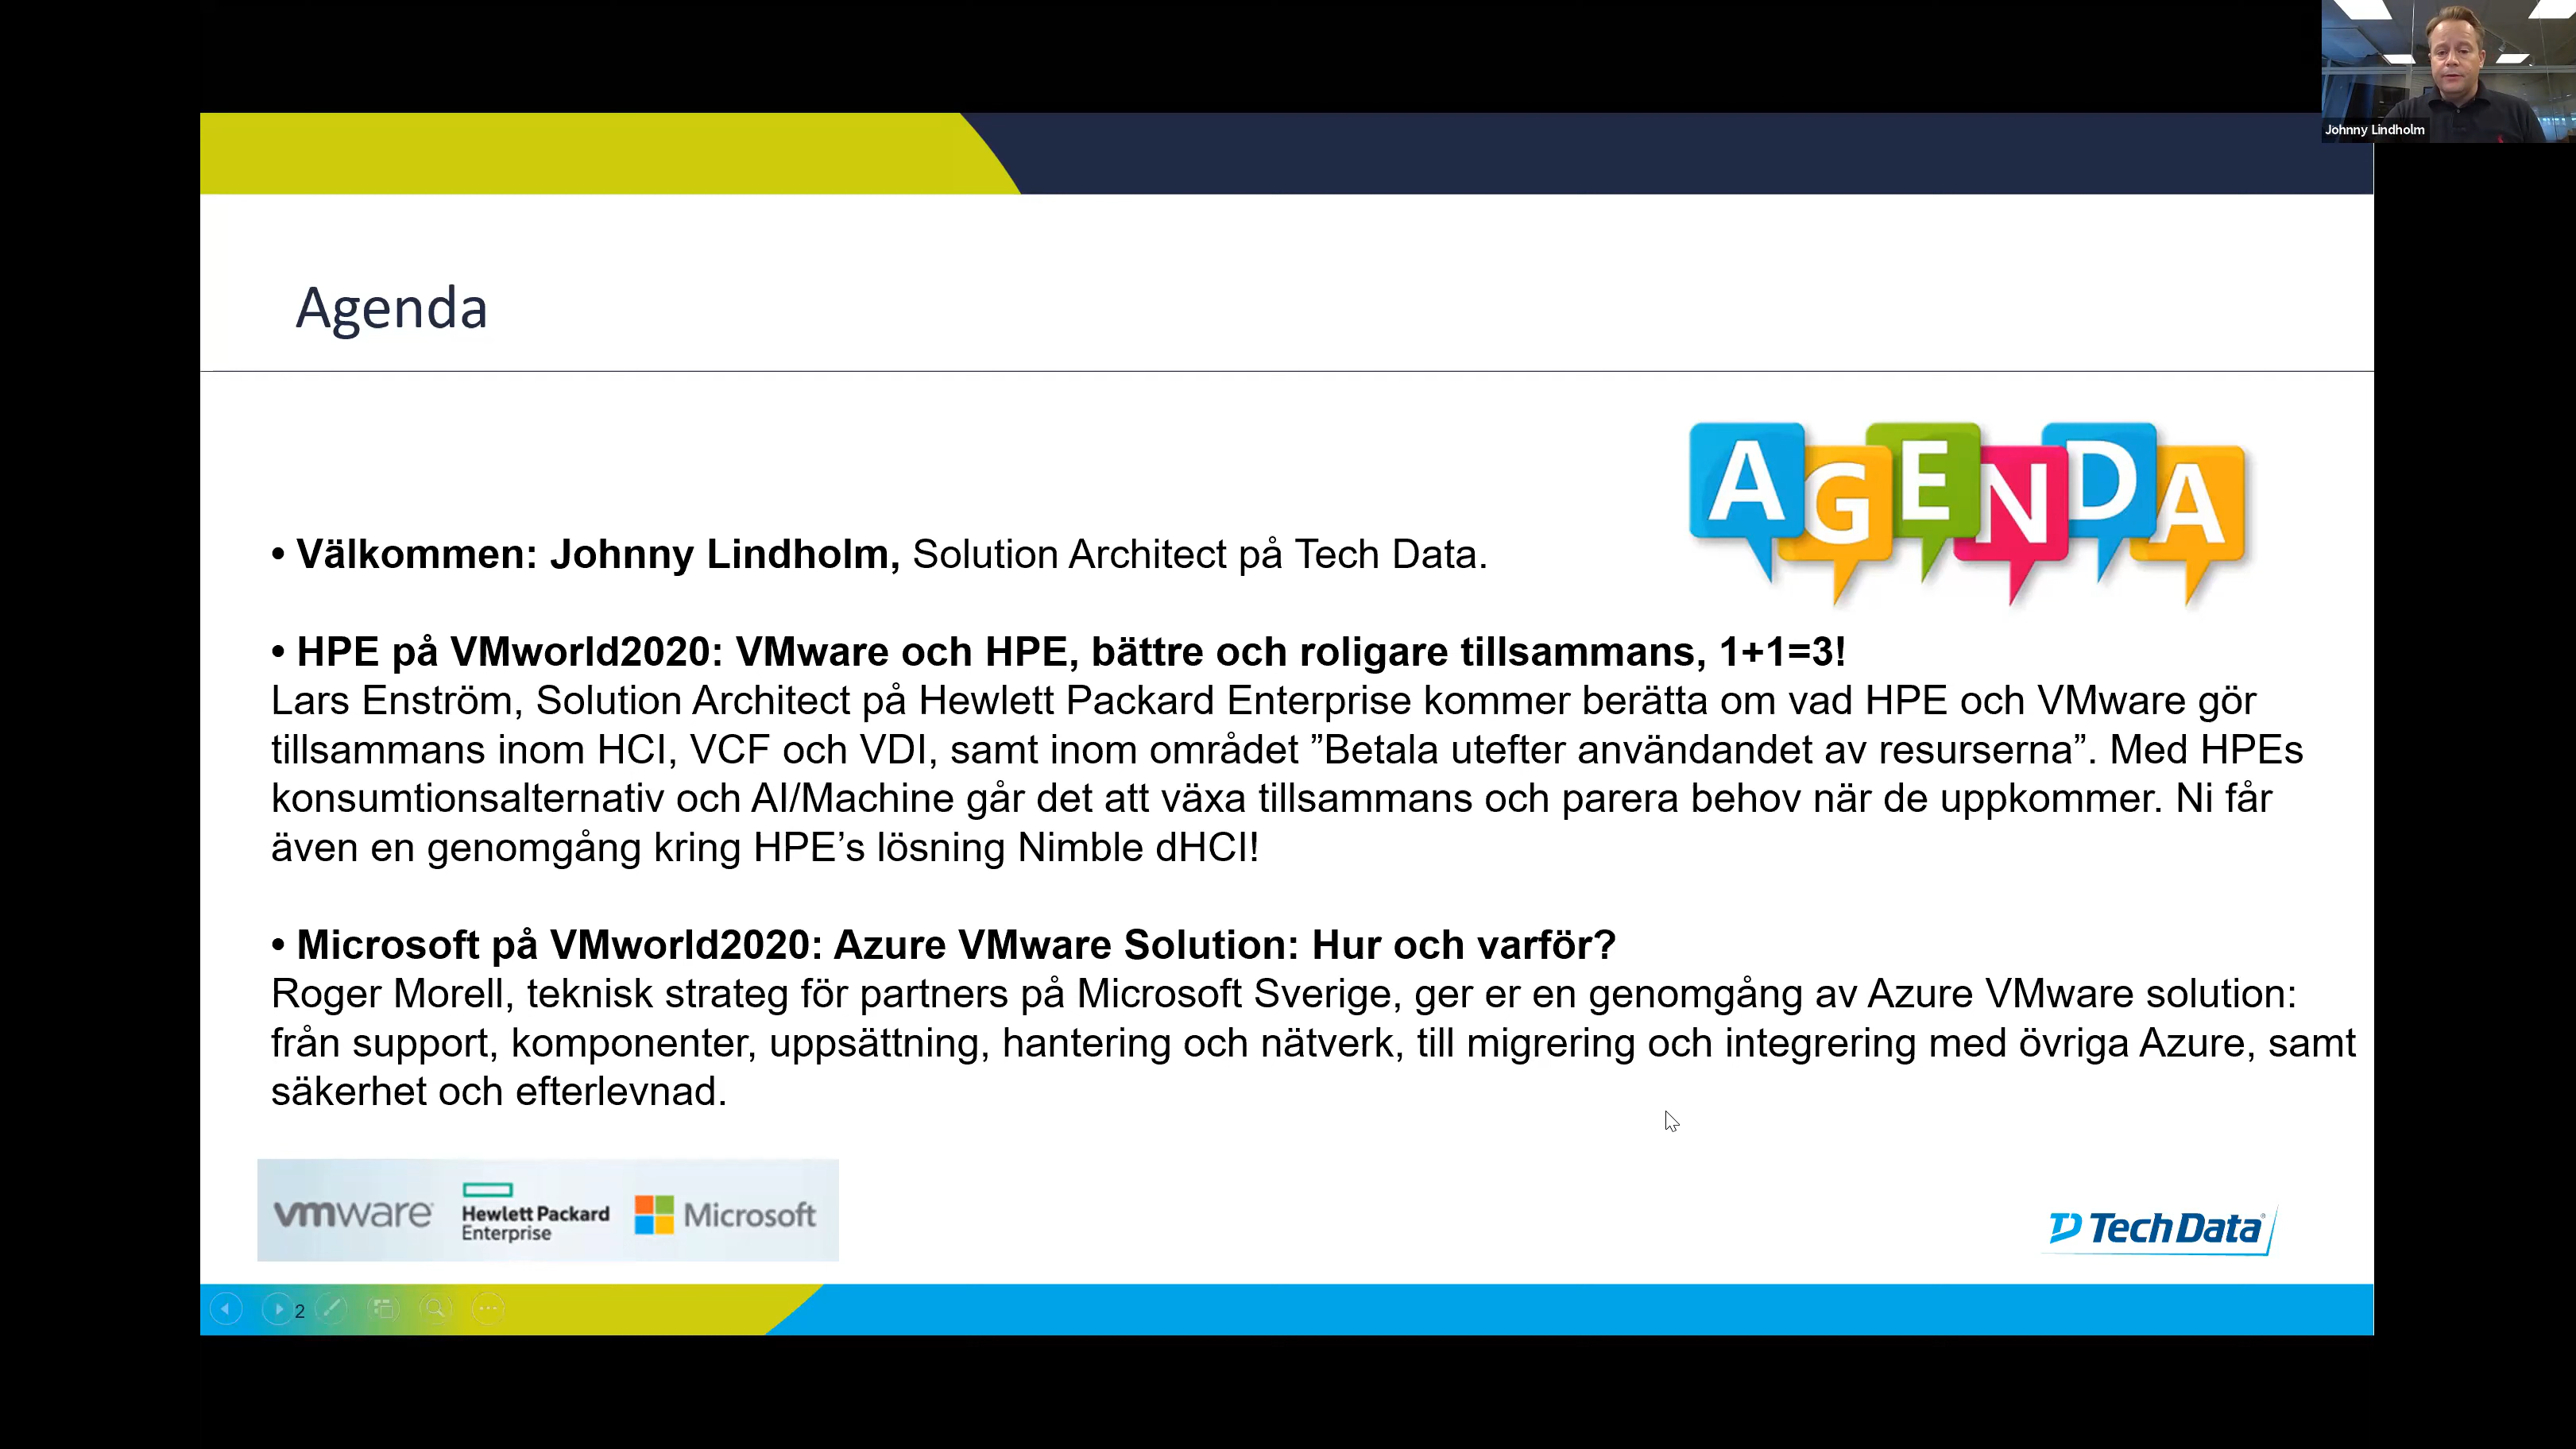 Johnny Lindholm
Agenda
AGENDA
• Välkommen: Johnny Lindholm, Solution Architect på Tech Data.
• HPE på VMworld2020: VMware och HPE, bättre och roligare tillsammans, 1+1=3!
Lars Enström, Solution Architect på Hewlett Packard Enterprise kommer berätta om vad HPE och VMware gör
tillsammans inom HCI, VCF och VDI, samt inom området ”Betala utefter användandet av resurserna”. Med HPEs
konsumtionsalternativ och AI/Machine går det att växa tillsammans och parera behov när de uppkommer. Ni får
även en genomgång kring HPE’s lösning Nimble dHCI!
• Microsoft på VMworld2020: Azure VMware Solution: Hur och varför?
Roger Morell, teknisk strateg för partners på Microsoft Sverige, ger er en genomgång av Azure VMware solution:
från support, komponenter, uppsättning, hantering och nätverk, till migrering och integrering med övriga Azure, samt
säkerhet och efterlevnad.
vmware
Hewlett Packard
Enterprise
Microsoft
Tech Data
2